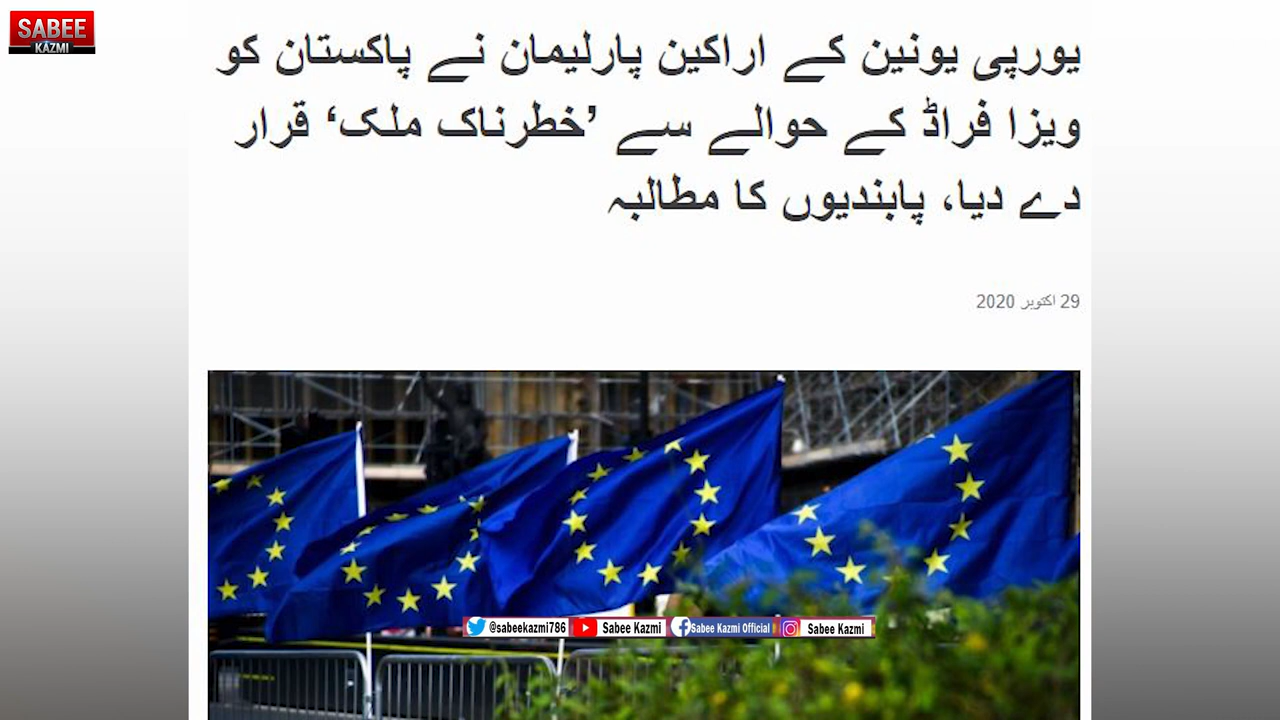 SABEE
KAZMI
یورپی یونین کے اراکین پارلیمان نے پاکستان کو
ویزا فراڈ کے حوالے سے ’خطرناک ملک‘ قرار
دے دیا، پابندیوں کا مطالبہ
29 اکتوبر 2020
@sabeekazmi786 Sabee Kazmi Sabee Kazmi Official Sabee Kazmi